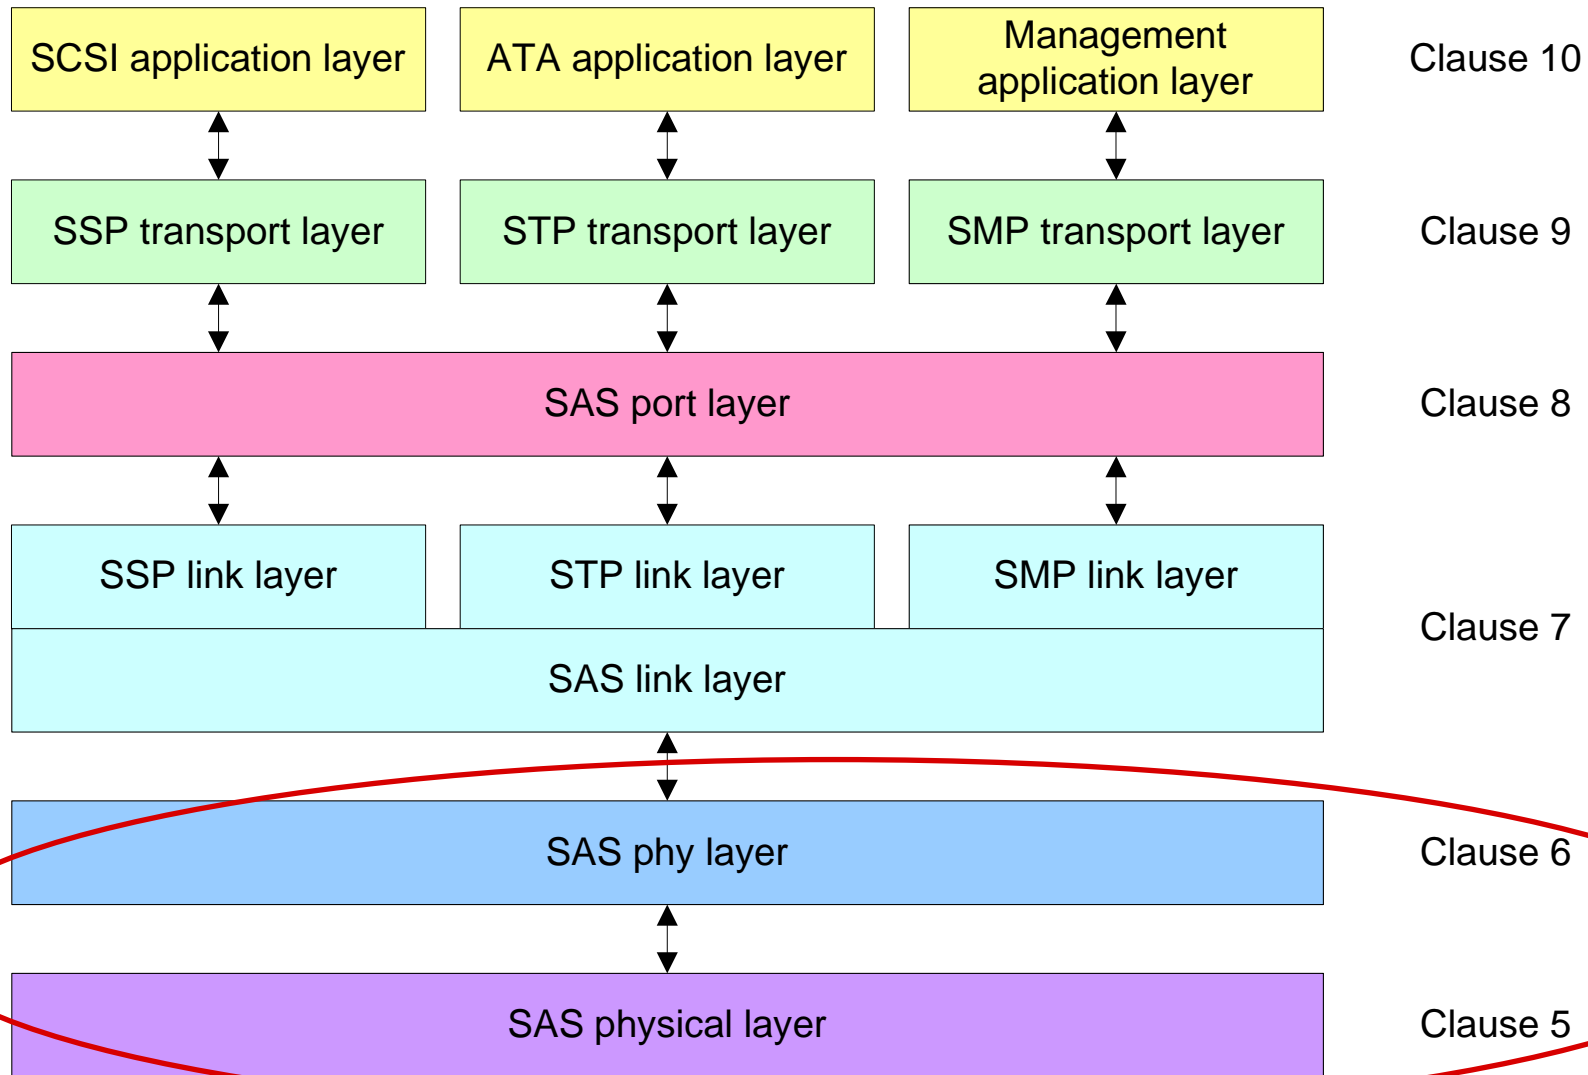 SCSI application layer
ATA application layer
Management
application layer
Clause 10
SSP transport layer
STP transport layer
SMP transport layer
Clause 9
SAS port layer
Clause 8
SSP link layer
STP link layer
SMP link layer
Clause 7
SAS link layer
SAS phy layer
Clause 6
SAS physical layer
Clause 5